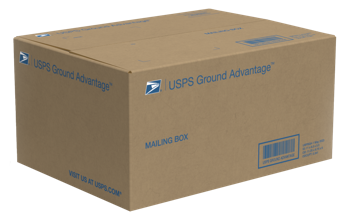 USPS Ground Advantage™
USPS Ground Advantage™
MAILING BOX
VISIT US AT USPS.COM®